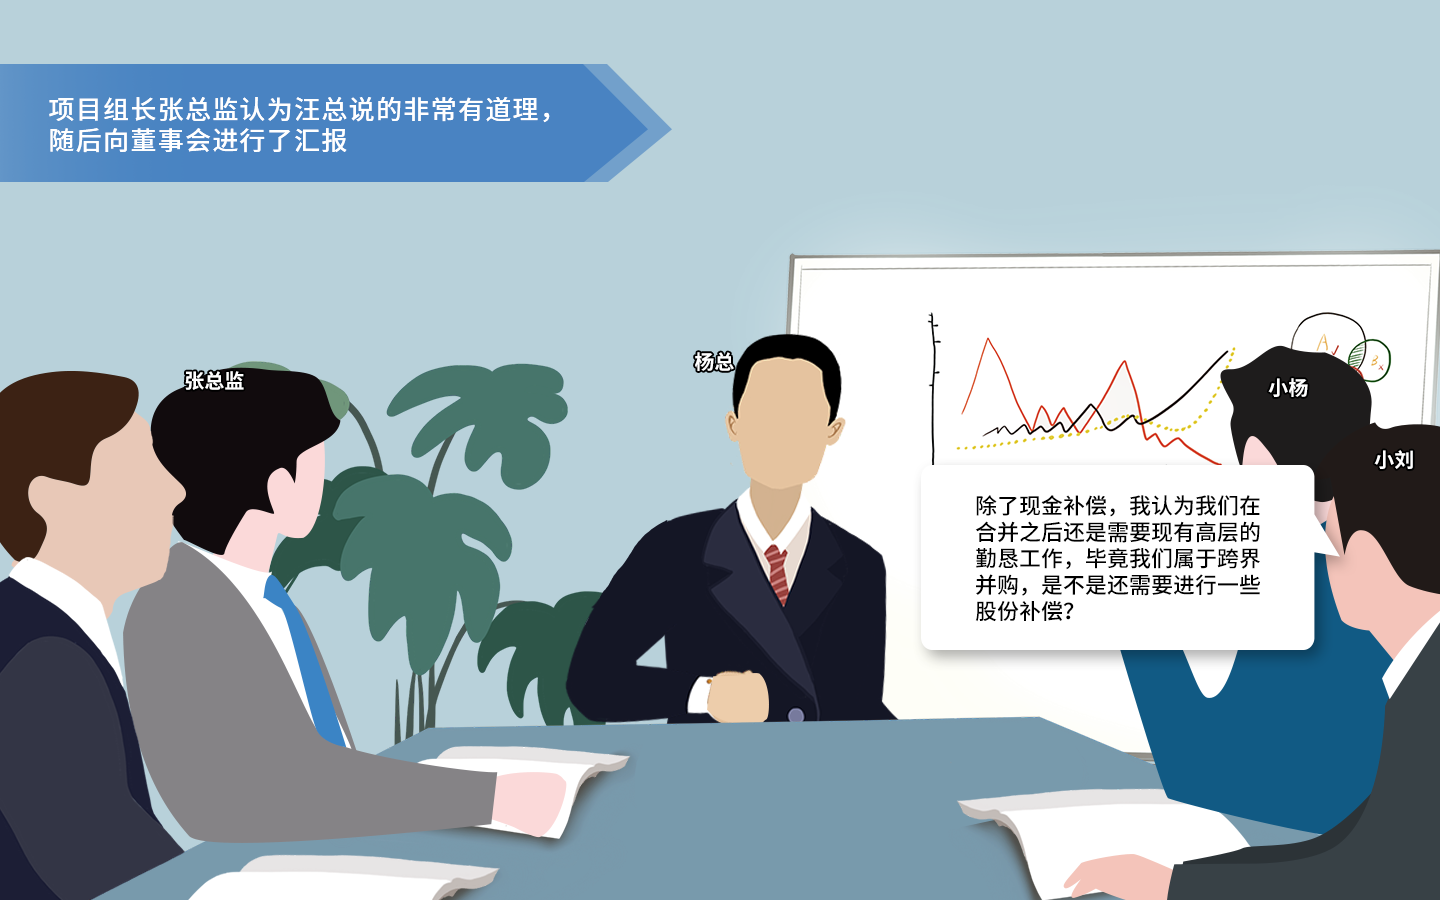 项目组长张总监认为汪总说的非常有道理，
随后向董事会进行了汇报
杨总
张总监
小杨
小刘
A
B
除了现金补偿，我认为我们在
合并之后还是需要现有高层的
勤恳工作，毕竟我们属于跨界
并购，是不是还需要进行一些
股份补偿？